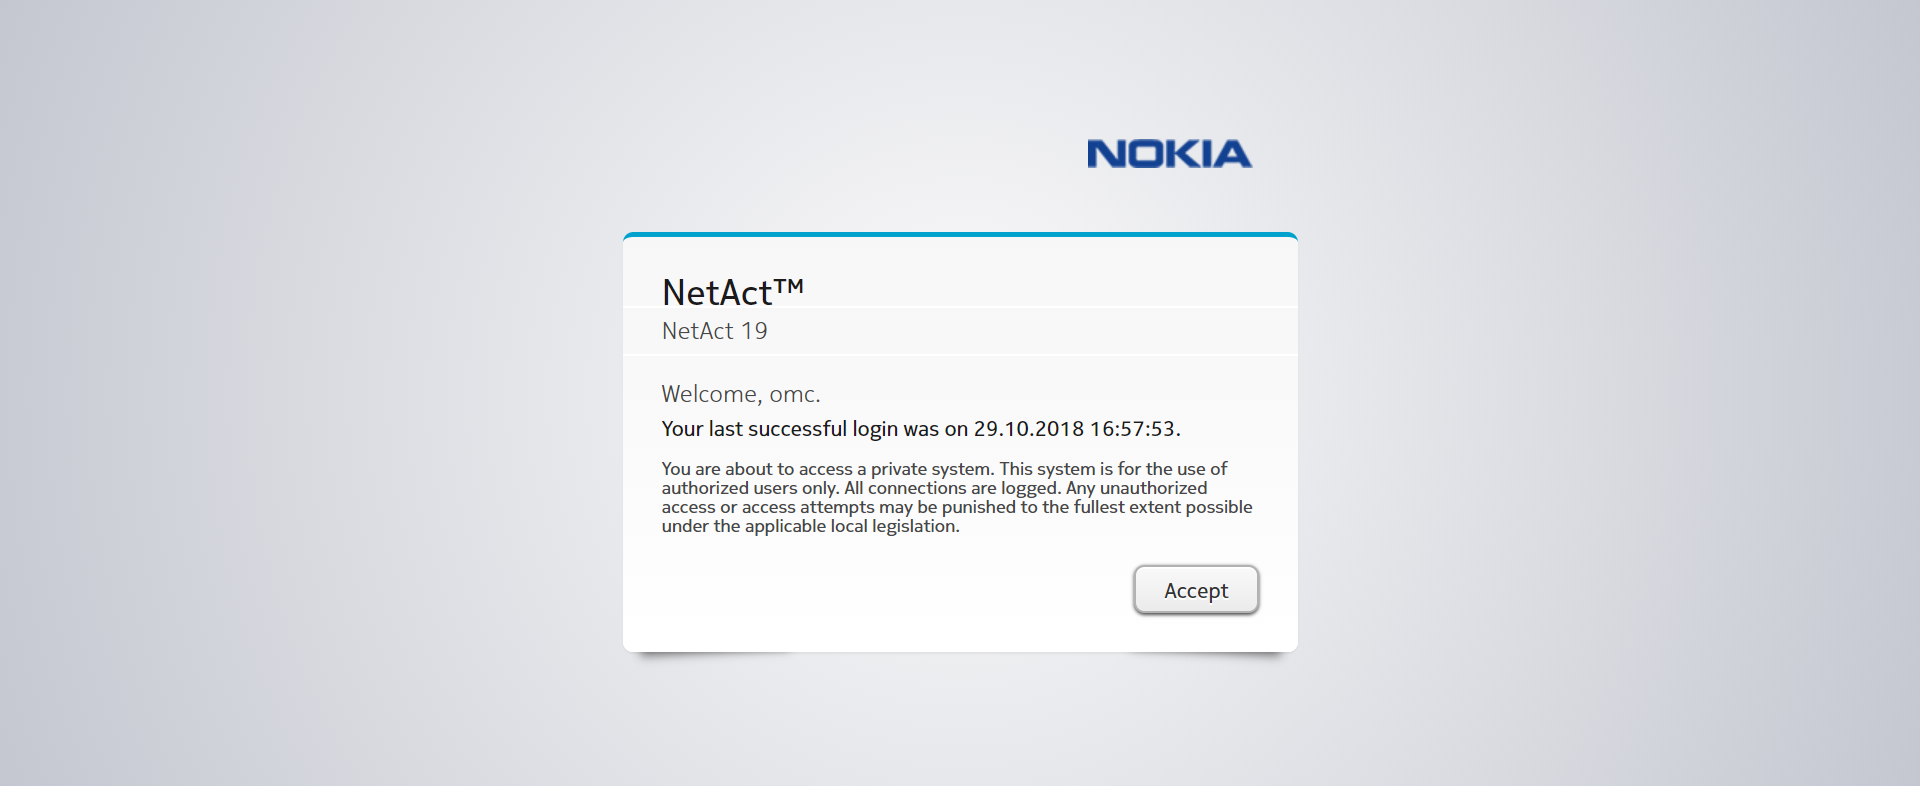 NOKIA
NetAct™
NetAct 19
Welcome, omc.
Your last successful login was on 29.10.2018 16:57:53.
You are about to access a private system. This system is for the use of
authorized users only. All connections are logged. Any unauthorized
access or access attempts may be punished to the fullest extent possible
under the applicable local legislation.
Accept